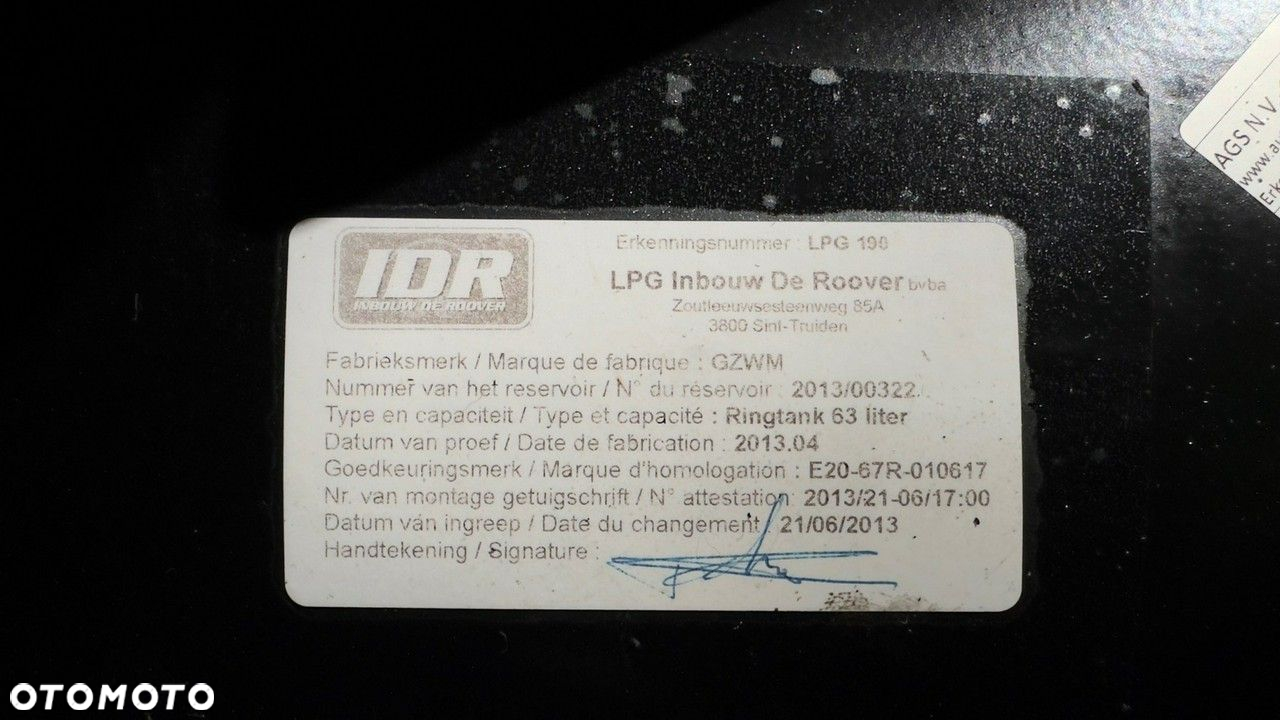 AGS N.V
www.a
Erk
IDR
INBOUW DE ROOVER
Erkenningsnummer : LPG 190
LPG Inbouw De Roover bvba
Zoutleeuwsesteenweg 85A
3800 Sint-Truiden
Fabrieksmerk / Marque de fabrique : GZWM
Nummer van het reservoir / N° du réservoir : 2013/00322
Type en capaciteit / Type et capacité : Ringtank 63 liter
Datum van proef / Date de fabrication : 2013.04
Goedkeuringsmerk / Marque d'homologation : E20-67R-010617
Nr. van montage getuigschrift / N° attestation: 2013/21-06/17:00
Datum van ingreep / Date du changement : 21/06/2013
Handtekening / Signature :
OTOMOTO